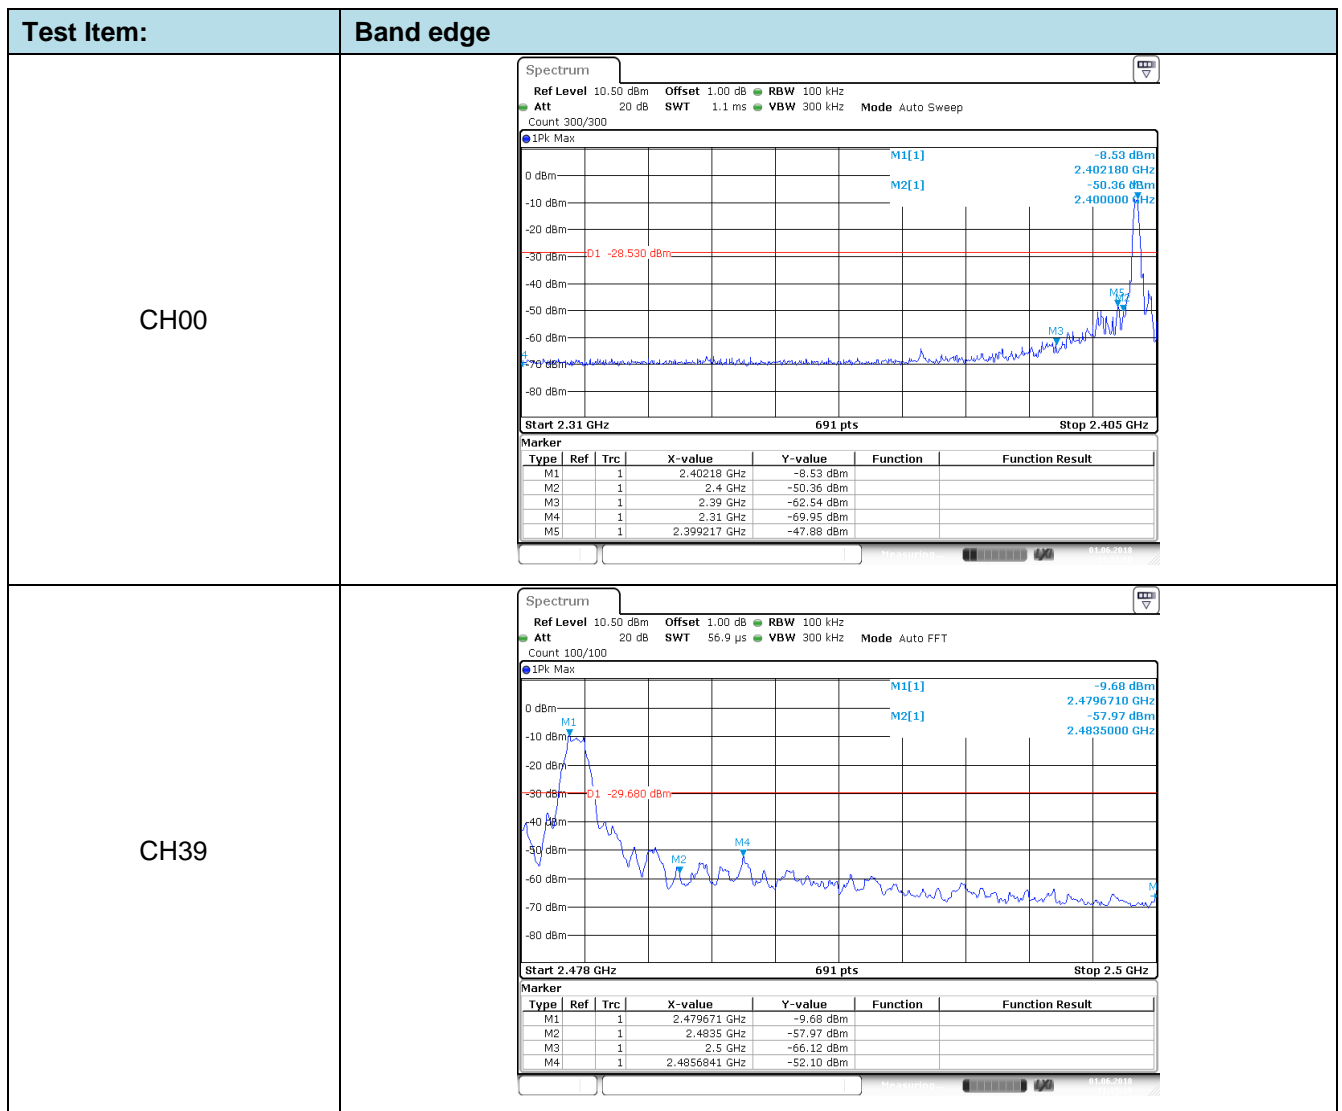 Test Item: Band edge
CH00
Spectrum
Ref Level 10.50 dBm Offset 1.00 dB RBW 100 kHz
Att 20 dB SWT 1.1 ms VBW 300 kHz Mode Auto Sweep
Count 300/300
1Pk Max
M1[1] -8.53 dBm
2.402180 GHz
M2[1] -50.36 dBm
2.400000 GHz
0 dBm
-10 dBm
-20 dBm
D1 -28.530 dBm
-30 dBm
-40 dBm
M5 M2
-50 dBm
M3
-60 dBm
-70 dBm
-80 dBm
Start 2.31 GHz 691 pts Stop 2.405 GHz
Marker
Type Ref Trc X-value Y-value Function Function Result
M1 1 2.40218 GHz -8.53 dBm
M2 1 2.4 GHz -50.36 dBm
M3 1 2.39 GHz -62.54 dBm
M4 1 2.31 GHz -69.95 dBm
M5 1 2.399217 GHz -47.88 dBm
Measuring... 01.06.2018
CH39
Spectrum
Ref Level 10.50 dBm Offset 1.00 dB RBW 100 kHz
Att 20 dB SWT 56.9 µs VBW 300 kHz Mode Auto FFT
Count 100/100
1Pk Max
M1[1] -9.68 dBm
2.4796710 GHz
M2[1] -57.97 dBm
2.4835000 GHz
0 dBm
M1
-10 dBm
-20 dBm
-30 dBm D1 -29.680 dBm
-40 dBm
M4
-50 dBm
M2
-60 dBm
-70 dBm
-80 dBm
Start 2.478 GHz 691 pts Stop 2.5 GHz
Marker
Type Ref Trc X-value Y-value Function Function Result
M1 1 2.479671 GHz -9.68 dBm
M2 1 2.4835 GHz -57.97 dBm
M3 1 2.5 GHz -66.12 dBm
M4 1 2.4856841 GHz -52.10 dBm
Measuring... 01.06.2018